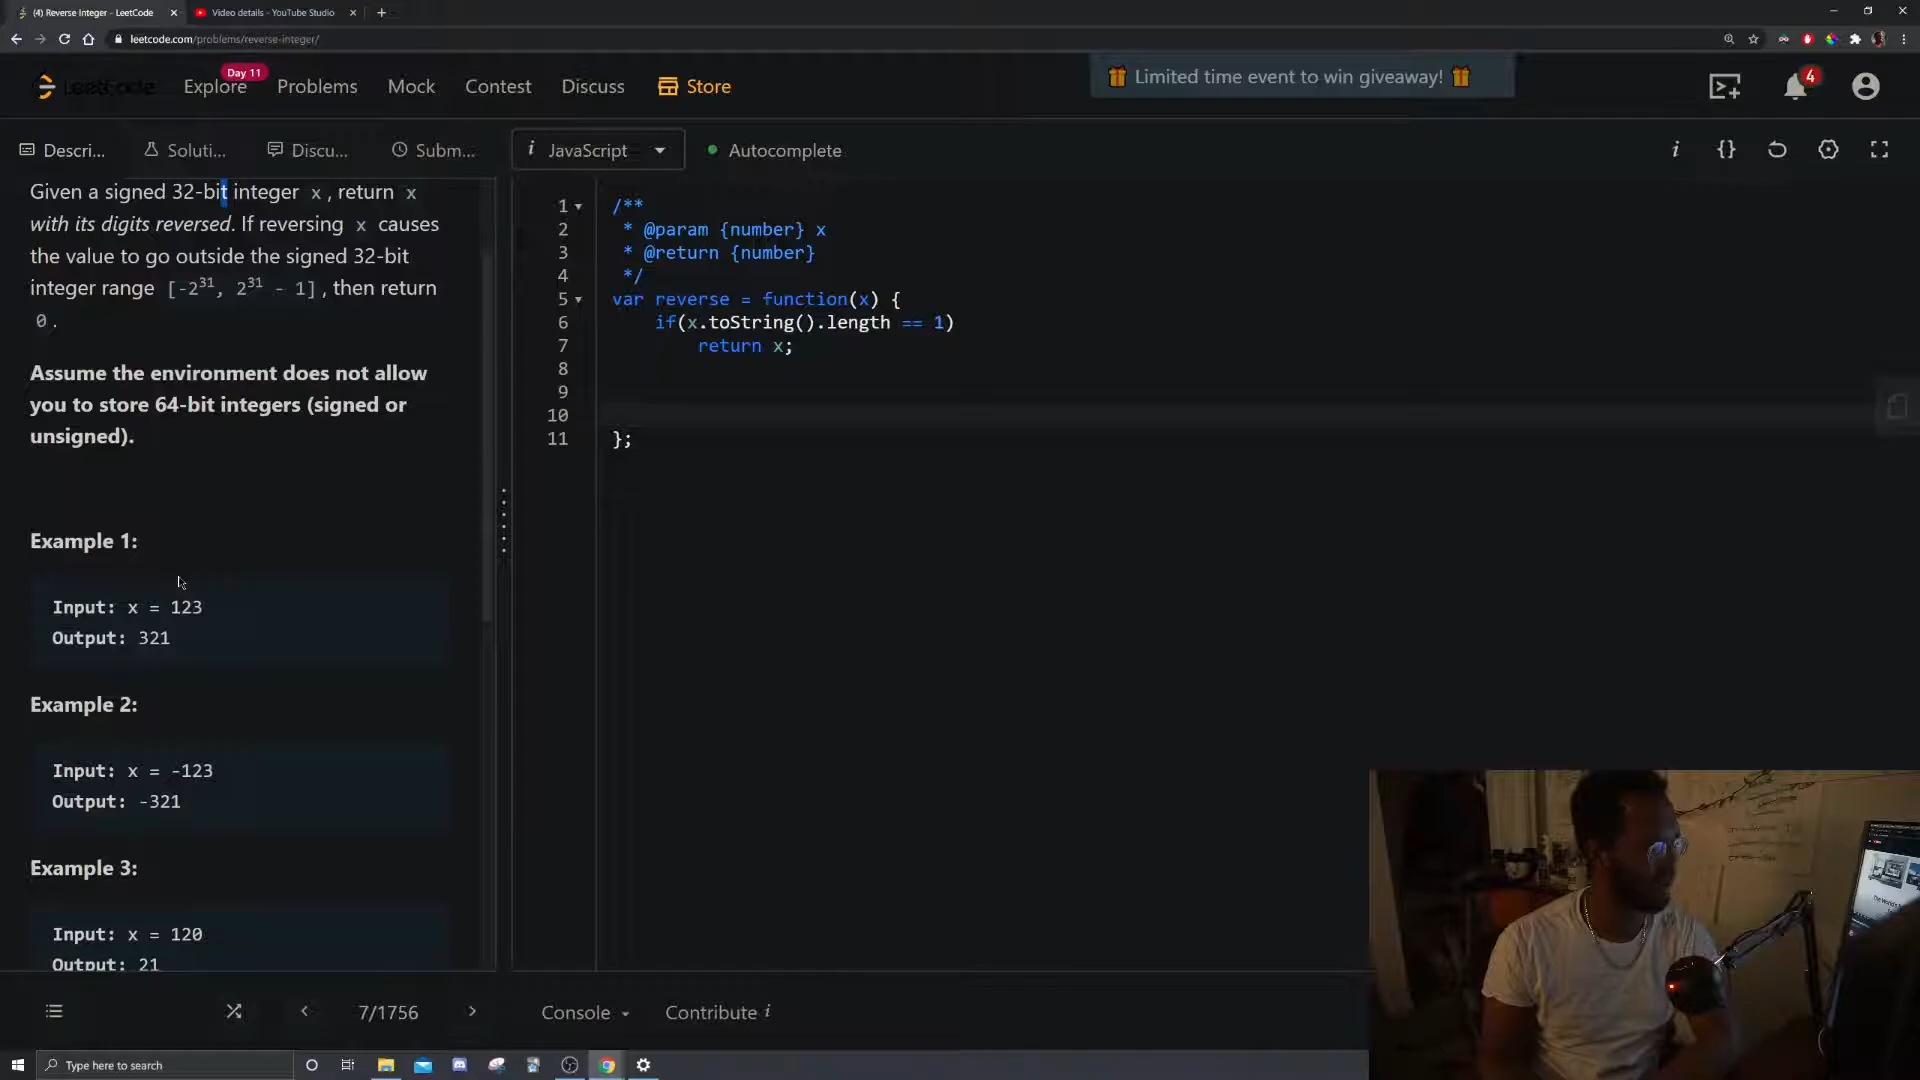 (4) Reverse Integer - LeetCode
Video details - YouTube Studio
leetcode.com/problems/reverse-integer/
LeetCode
Explore
Day 11
Problems
Mock
Contest
Discuss
Store
Limited time event to win giveaway!
4
Descri...
Soluti...
Discu...
Subm...
i JavaScript
Autocomplete
Given a signed 32-bit integer x, return x
with its digits reversed. If reversing x causes
the value to go outside the signed 32-bit
integer range [-2^31, 2^31 - 1], then return
0.
Assume the environment does not allow
you to store 64-bit integers (signed or
unsigned).
Example 1:
Input: x = 123
Output: 321
Example 2:
Input: x = -123
Output: -321
Example 3:
Input: x = 120
Output: 21
1 /**
2 * @param {number} x
3 * @return {number}
4 */
5 var reverse = function(x) {
6 if(x.toString().length == 1)
7 return x;
8
9
10
11 };
7/1756
Console
Contribute i
Type here to search